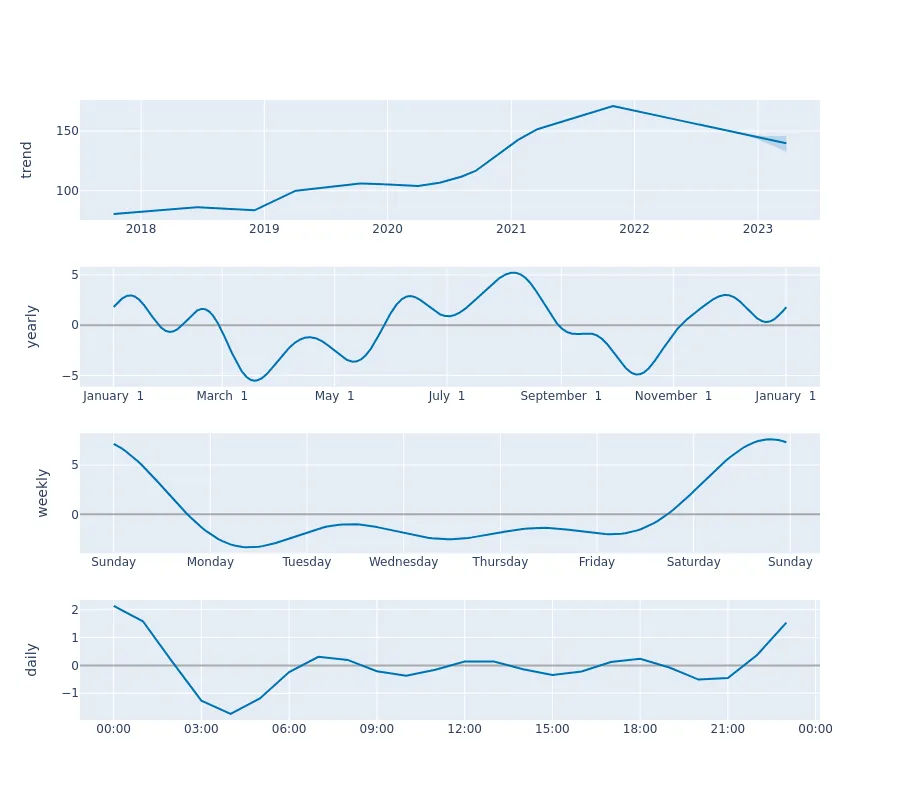 trend
150
100
2018 2019 2020 2021 2022 2023
yearly
5
0
−5
January 1 March 1 May 1 July 1 September 1 November 1 January 1
weekly
5
0
Sunday Monday Tuesday Wednesday Thursday Friday Saturday Sunday
daily
2
1
0
−1
00:00 03:00 06:00 09:00 12:00 15:00 18:00 21:00 00:00